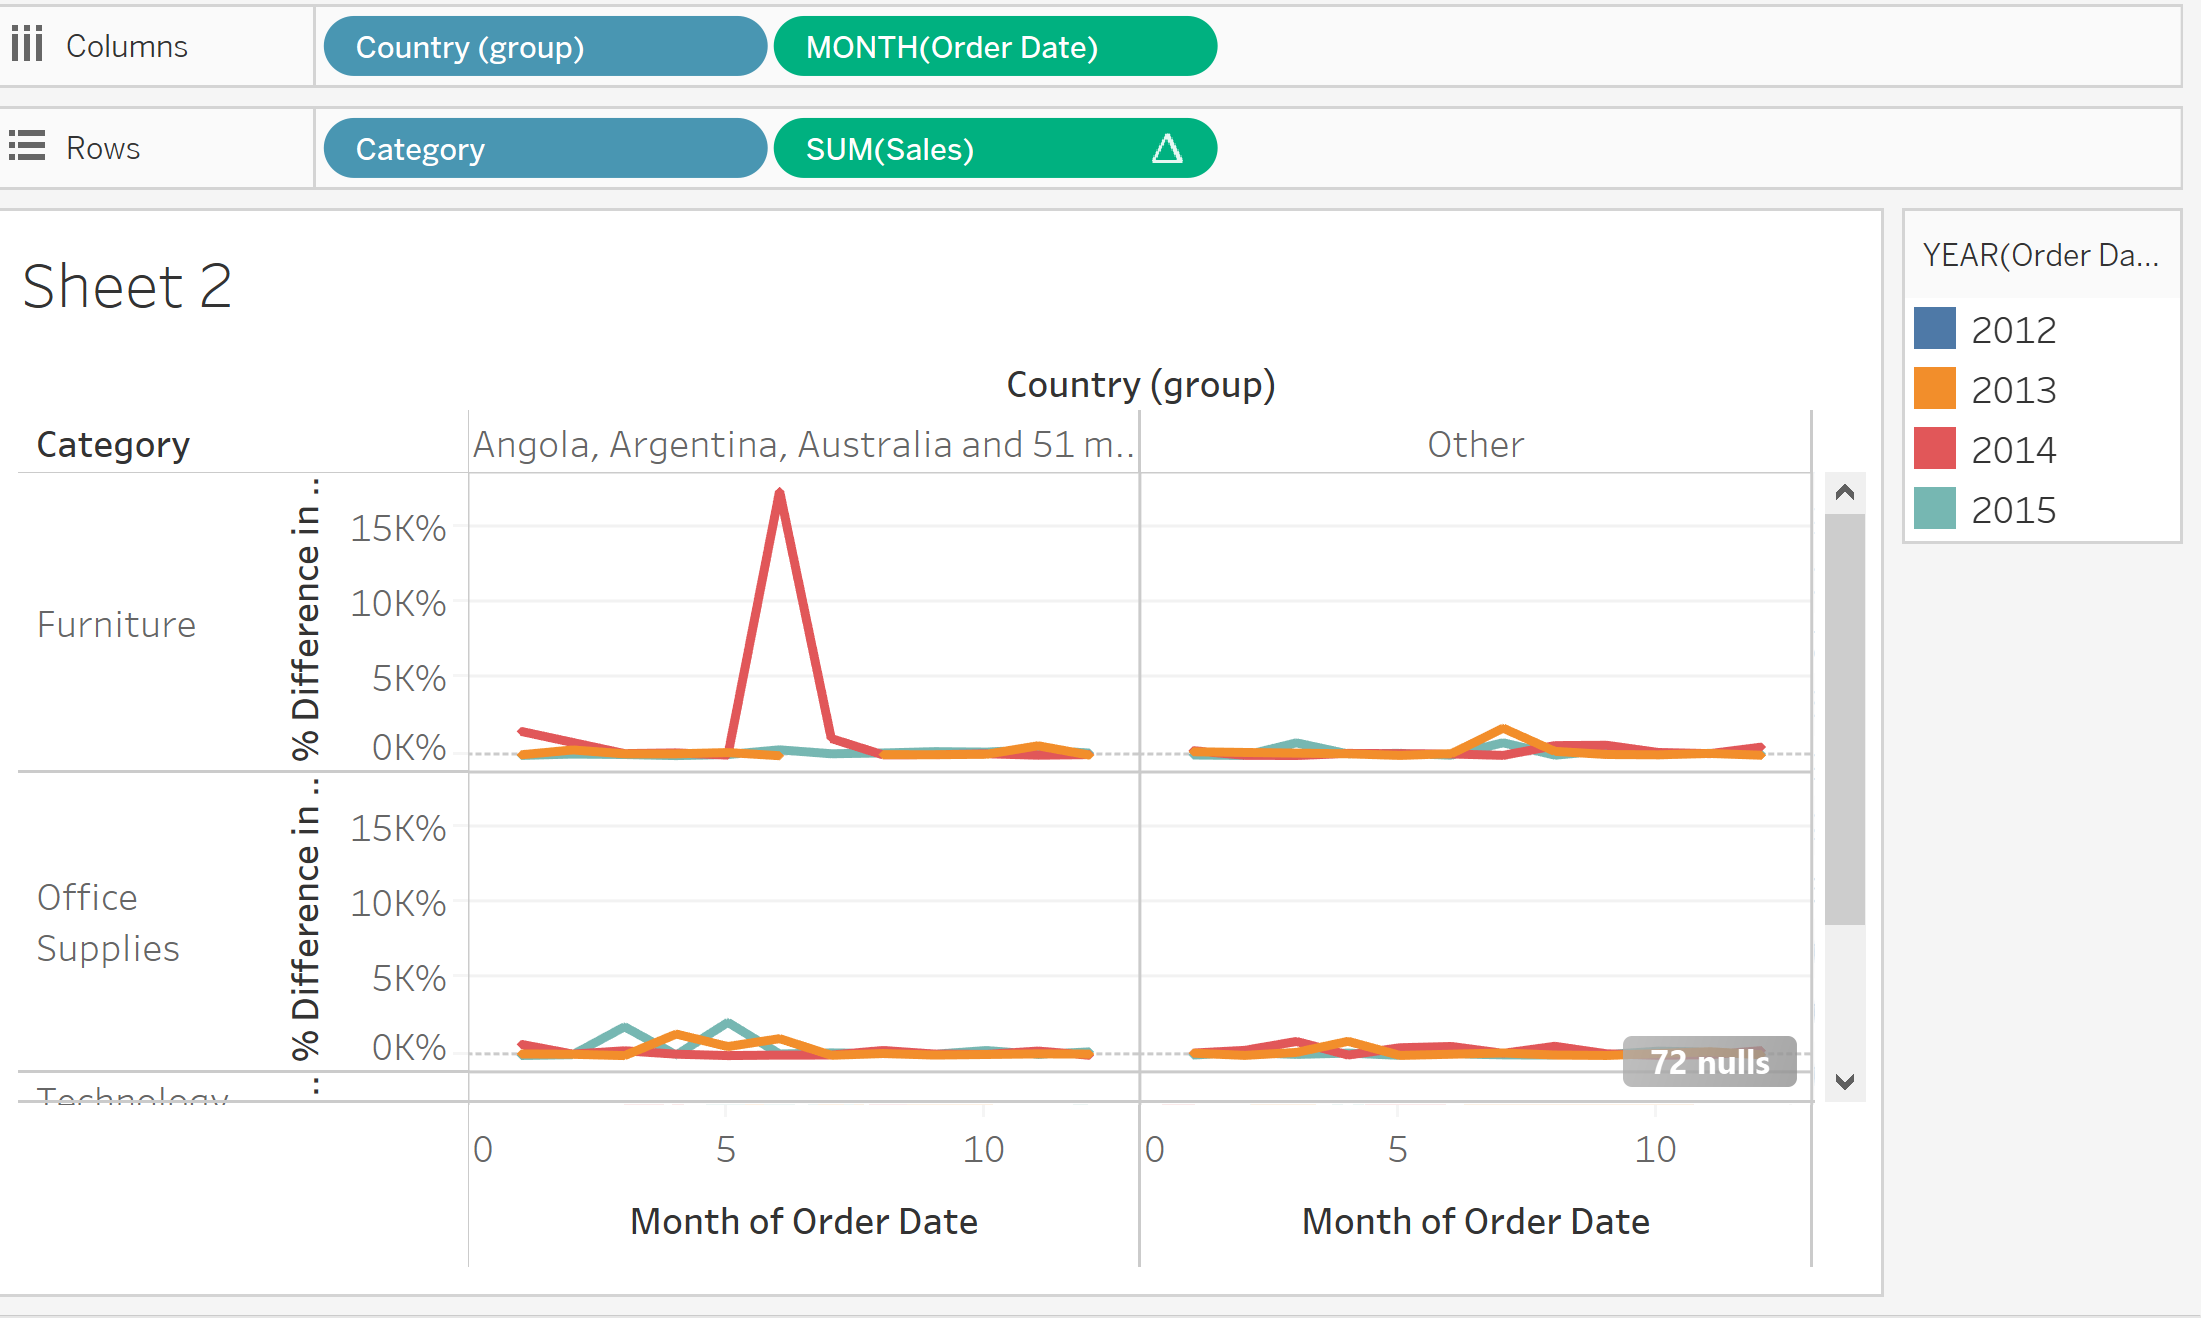 Columns
Country (group)
MONTH(Order Date)
Rows
Category
SUM(Sales)
Sheet 2
YEAR(Order Da...
2012
2013
2014
2015
Country (group)
Category
Angola, Argentina, Australia and 51 m..
Other
Furniture
% Difference in ..
15K%
10K%
5K%
0K%
Office
Supplies
% Difference in ..
15K%
10K%
5K%
0K%
72 nulls
Technology
..
0
5
10
0
5
10
Month of Order Date
Month of Order Date